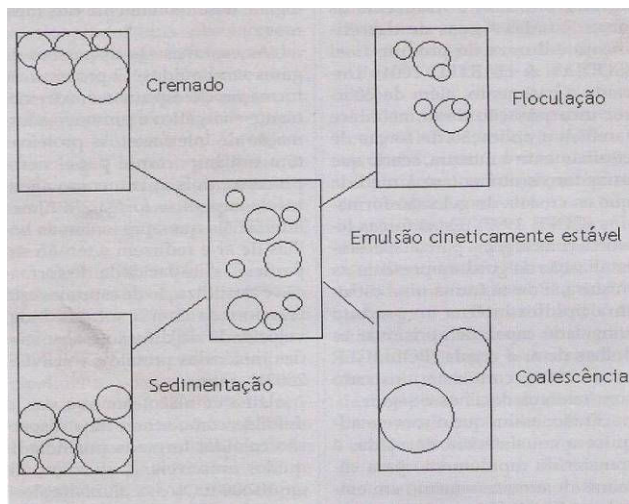 Cremado
Floculação
Emulsão cineticamente estável
Sedimentação
Coalescência